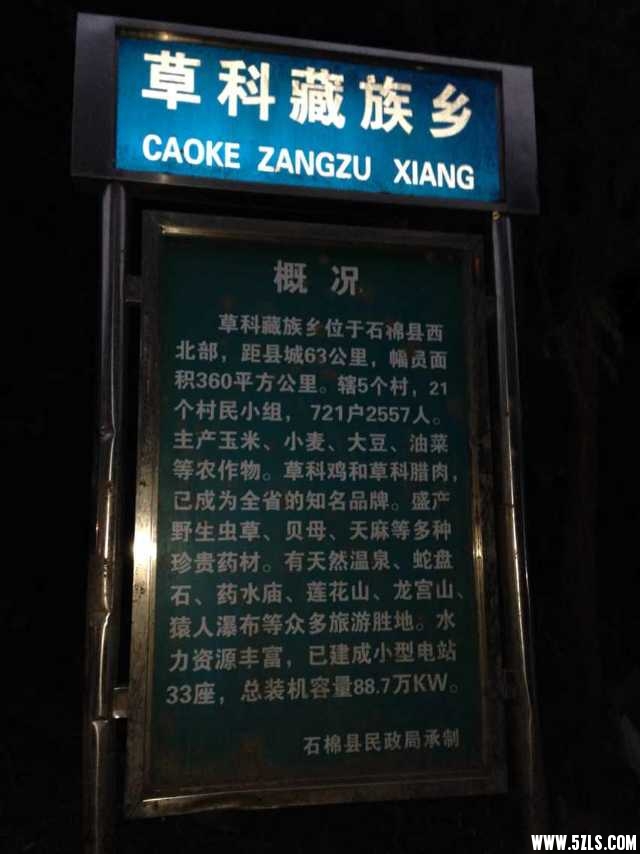 草科藏族乡
CAOKE ZANGZU XIANG
概况
草科藏族乡位于石棉县西
北部，距县城63公里，幅员面
积360平方公里。辖5个村，21
个村民小组，721户2557人。
主产玉米、小麦、大豆、油菜
等农作物。草科鸡和草科腊肉，
已成为全省的知名品牌。盛产
野生虫草、贝母、天麻等多种
珍贵药材。有天然温泉、蛇盘
石、药水庙、莲花山、龙宫山、
猿人瀑布等众多旅游胜地。水
力资源丰富，已建成小型电站
33座，总装机容量88.7万KW。
石棉县民政局承制
WWW.5ZLS.COM